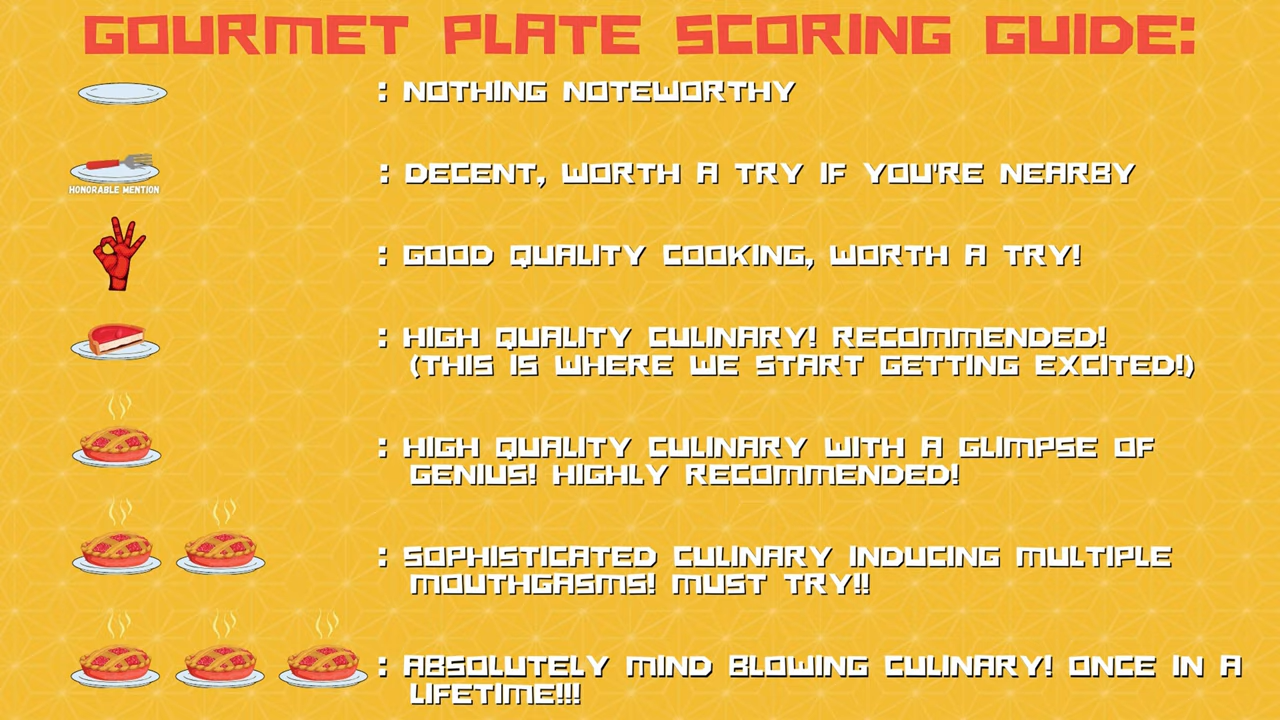 GOURMET PLATE SCORING GUIDE:
: NOTHING NOTEWORTHY
HONORABLE MENTION
: DECENT, WORTH A TRY IF YOU'RE NEARBY
: GOOD QUALITY COOKING, WORTH A TRY!
: HIGH QUALITY CULINARY! RECOMMENDED!
(THIS IS WHERE WE START GETTING EXCITED!)
: HIGH QUALITY CULINARY WITH A GLIMPSE OF
GENIUS! HIGHLY RECOMMENDED!
: SOPHISTICATED CULINARY INDUCING MULTIPLE
MOUTHGASMS! MUST TRY!!
: ABSOLUTELY MIND BLOWING CULINARY! ONCE IN A
LIFETIME!!!